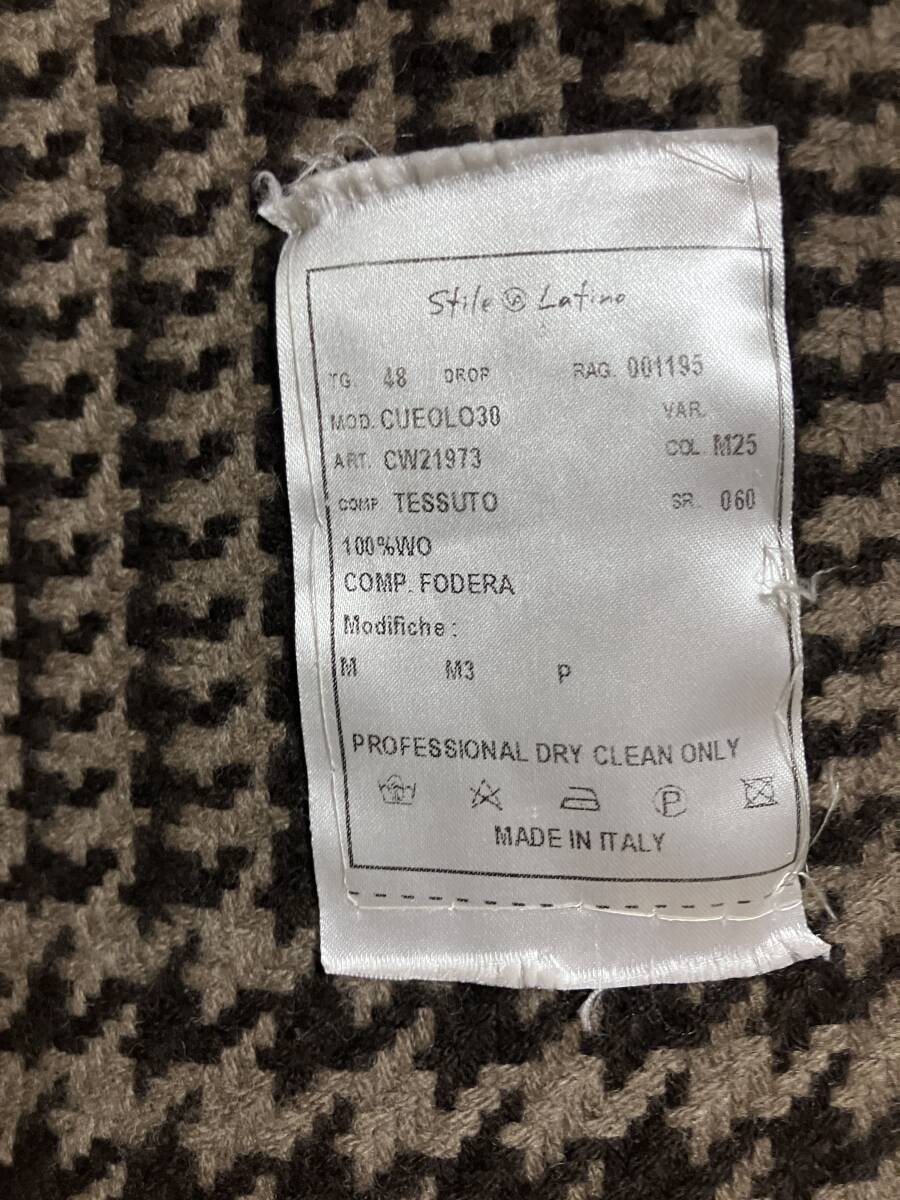 Stile Latino
TG. 48 DROP RAG. 001195
MOD. CUEOLO30 VAR.
ART. CW21973 COL. M25
COMP. TESSUTO SR. 060
100%WO
COMP. FODERA
Modifiche:
M M3 P
PROFESSIONAL DRY CLEAN ONLY
P
MADE IN ITALY